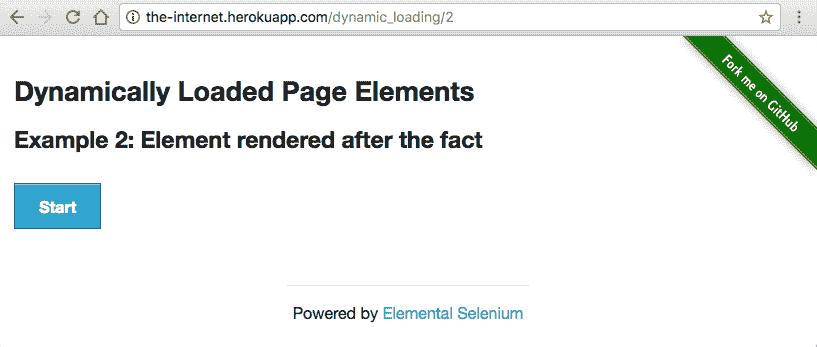 the-internet.herokuapp.com/dynamic_loading/2
Fork me on GitHub
Dynamically Loaded Page Elements
Example 2: Element rendered after the fact
Start
Powered by Elemental Selenium